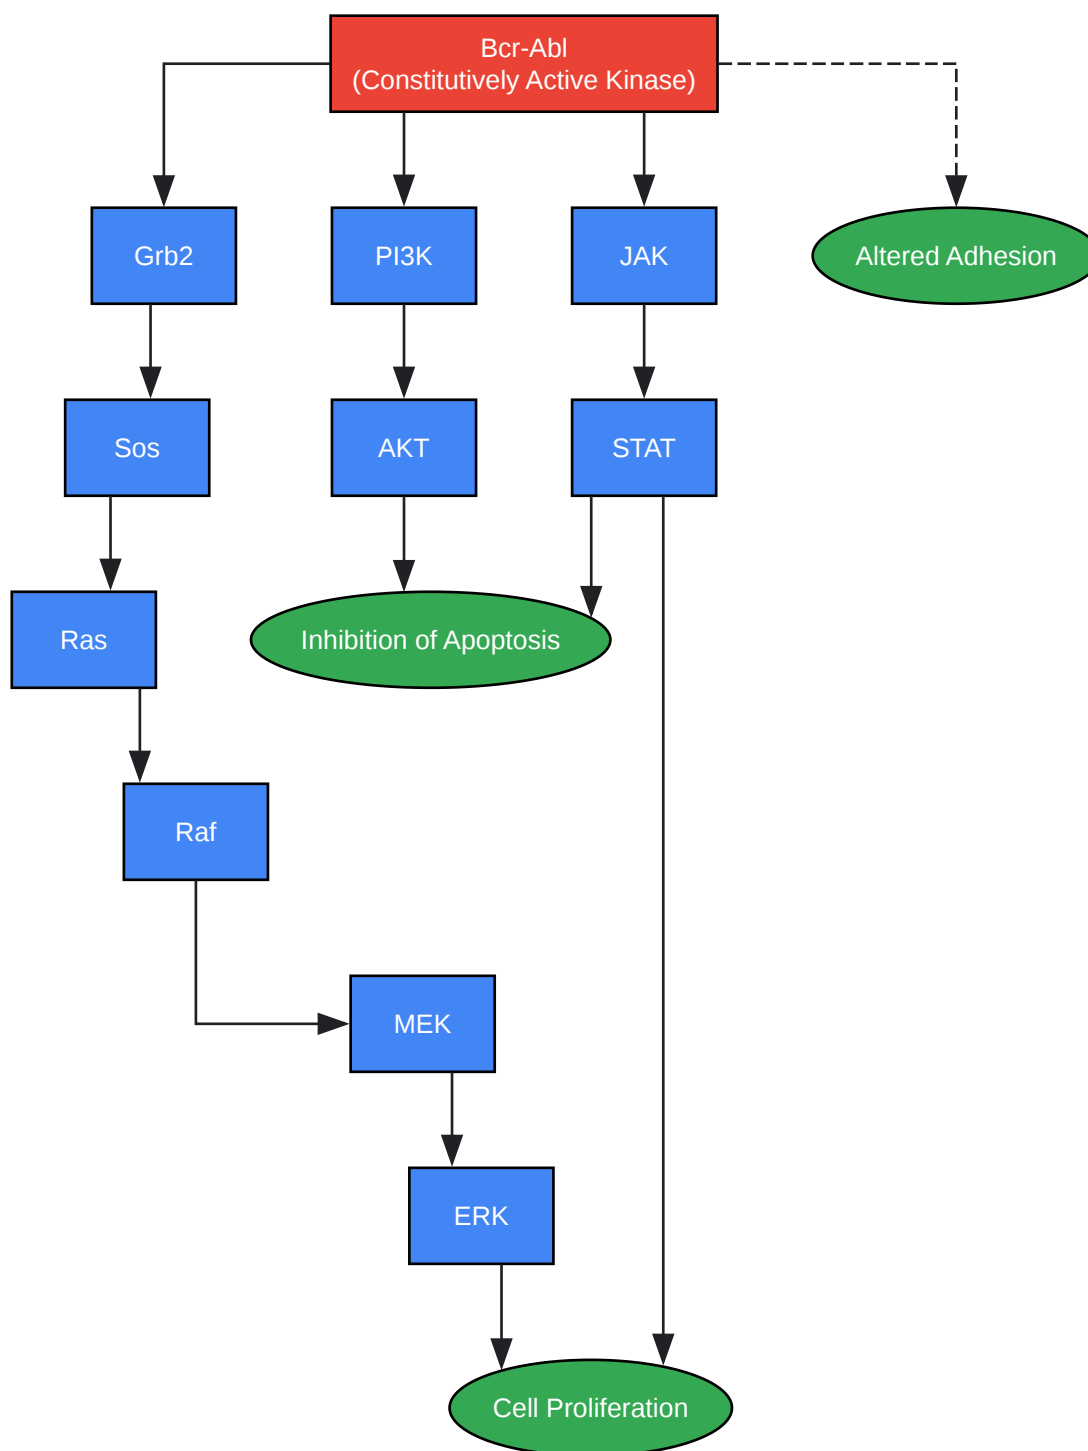 Bcr-Abl
(Constitutively Active Kinase)
Grb2
PI3K
JAK
Altered Adhesion
Sos
AKT
STAT
Ras
Inhibition of Apoptosis
Raf
MEK
ERK
Cell Proliferation